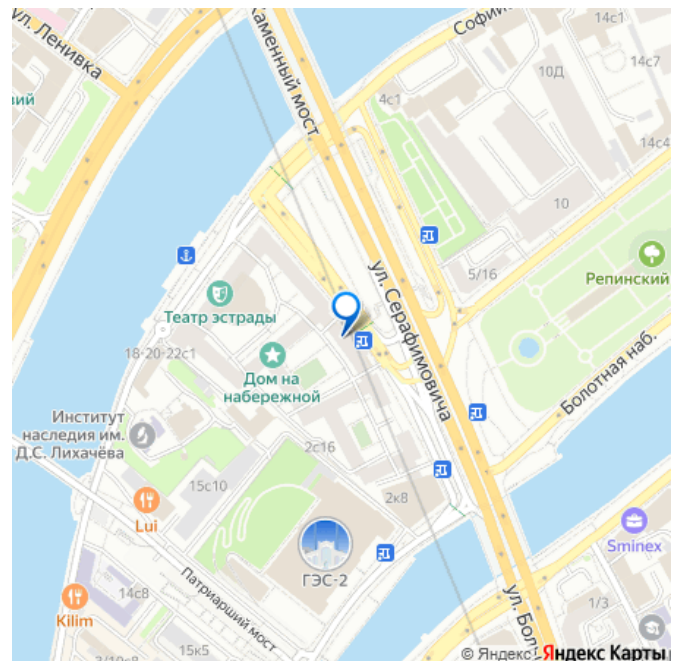 ул. Ленивка
Каменный мост
Софий
14с1
14с7
10Д
4с1
14с4
10
5/16
Репинский
ул. Серафимовича
Театр эстрады
18-20-22с1
Дом на
набережной
Болотная наб.
Институт
наследия им.
Д.С. Лихачёва
2с16
15с10
2к8
Lui
ГЭС-2
Sminex
Патриарший мост
14с8
Kilim
15к5
1/3
ул. Бол
© Яндекс Яндекс Карты